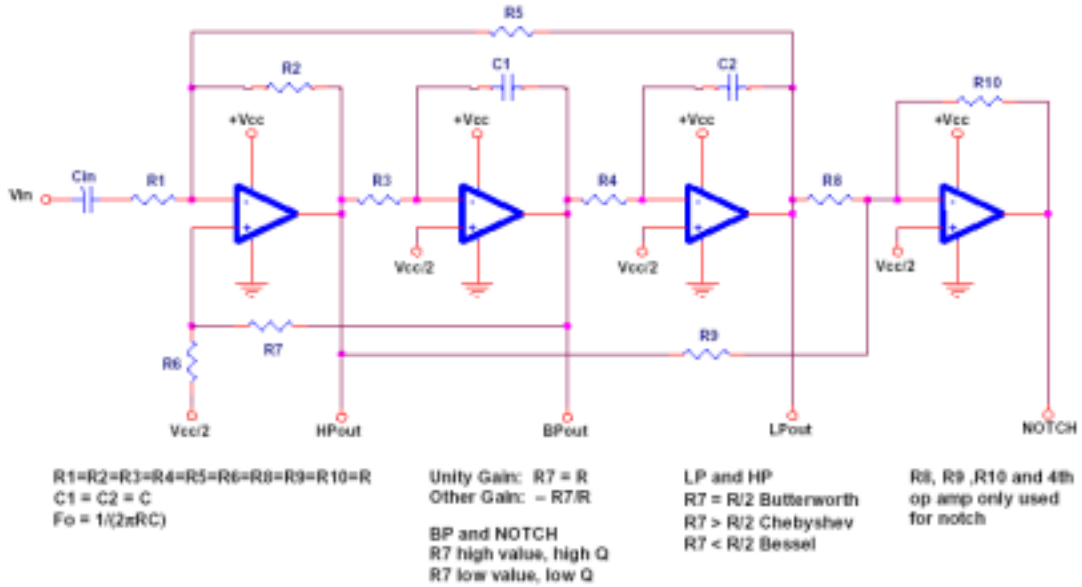 R5
R2
C1
C2
R10
+Vcc
+Vcc
+Vcc
+Vcc
Vin
Cin
R1
R3
R4
R8
-
-
-
-
+
+
+
+
Vcc/2
Vcc/2
Vcc/2
R7
R9
R6
Vcc/2
HPout
BPout
LPout
NOTCH
R1=R2=R3=R4=R5=R6=R8=R9=R10=R
C1 = C2 = C
Fo = 1/(2πRC)
Unity Gain: R7 = R
Other Gain: – R7/R
BP and NOTCH
R7 high value, high Q
R7 low value, low Q
LP and HP
R7 = R/2 Butterworth
R7 > R/2 Chebyshev
R7 < R/2 Bessel
R8, R9 ,R10 and 4th
op amp only used
for notch